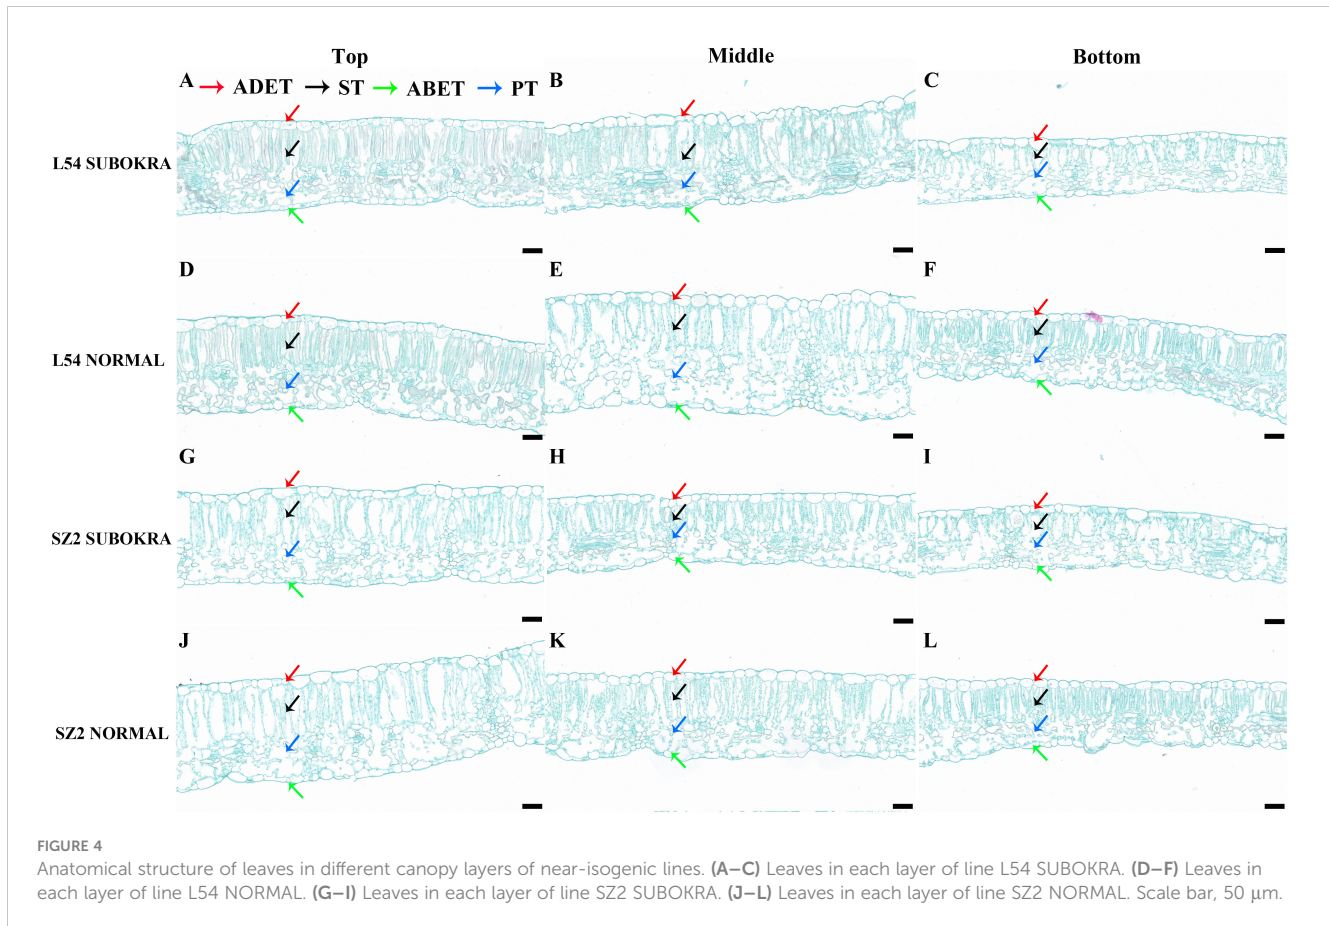 Top
Middle
Bottom
A
B
C
ADET ST ABET PT
L54 SUBOKRA
D
E
F
L54 NORMAL
G
H
I
SZ2 SUBOKRA
J
K
L
SZ2 NORMAL
FIGURE 4
Anatomical structure of leaves in different canopy layers of near-isogenic lines. (A–C) Leaves in each layer of line L54 SUBOKRA. (D–F) Leaves in
each layer of line L54 NORMAL. (G–I) Leaves in each layer of line SZ2 SUBOKRA. (J–L) Leaves in each layer of line SZ2 NORMAL. Scale bar, 50 μm.